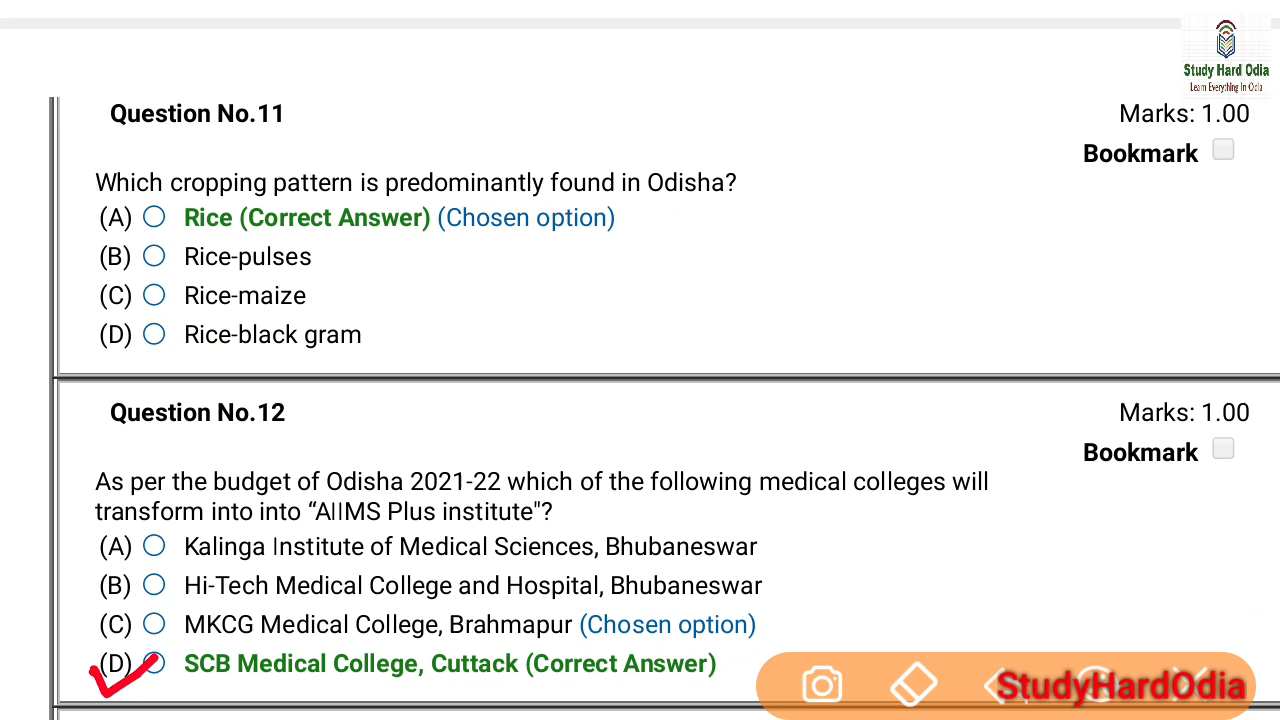 Study Hard Odia
Learn Everything In Odia
Question No.11
Marks: 1.00
Bookmark
Which cropping pattern is predominantly found in Odisha?
(A) Rice (Correct Answer) (Chosen option)
(B) Rice-pulses
(C) Rice-maize
(D) Rice-black gram
Question No.12
Marks: 1.00
Bookmark
As per the budget of Odisha 2021-22 which of the following medical colleges will
transform into into “AIIMS Plus institute"?
(A) Kalinga Institute of Medical Sciences, Bhubaneswar
(B) Hi-Tech Medical College and Hospital, Bhubaneswar
(C) MKCG Medical College, Brahmapur (Chosen option)
(D) SCB Medical College, Cuttack (Correct Answer)
StudyHardOdia